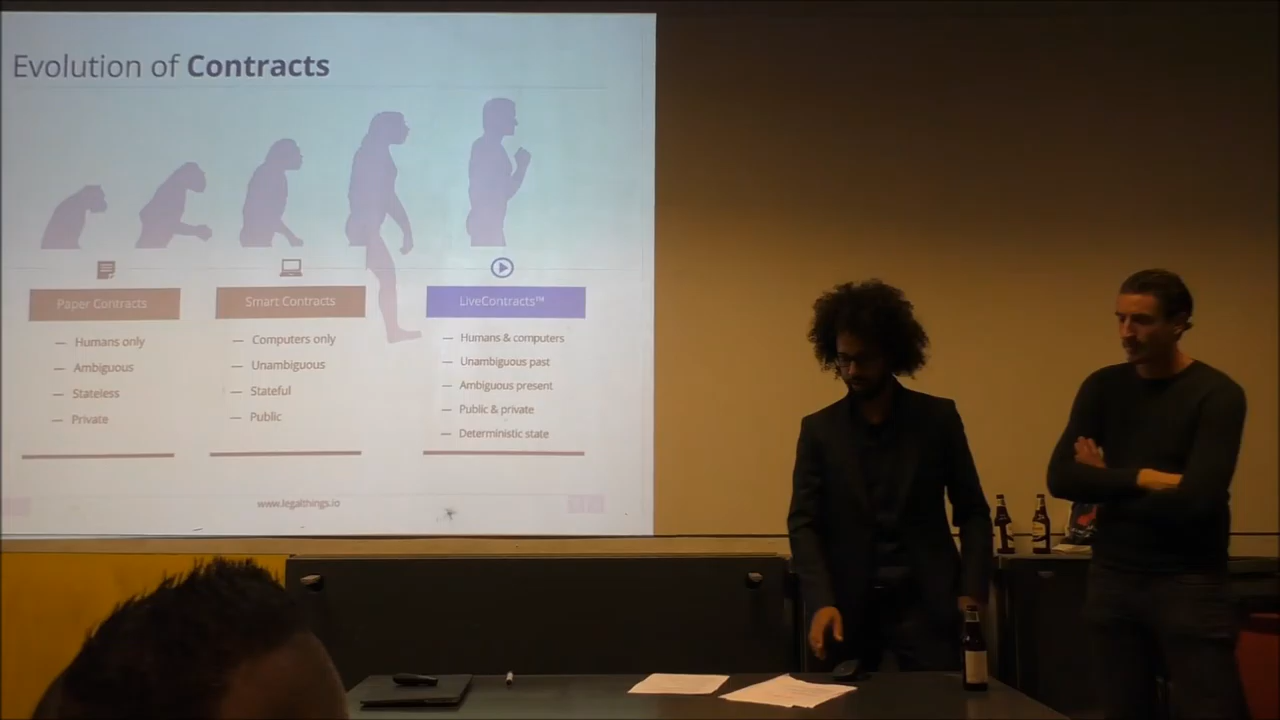 Evolution of Contracts
Paper Contracts
— Humans only
— Ambiguous
— Stateless
— Private
Smart Contracts
— Computers only
— Unambiguous
— Stateful
— Public
LiveContracts™
— Humans & computers
— Unambiguous past
— Ambiguous present
— Public & private
— Deterministic state
www.legalthings.io